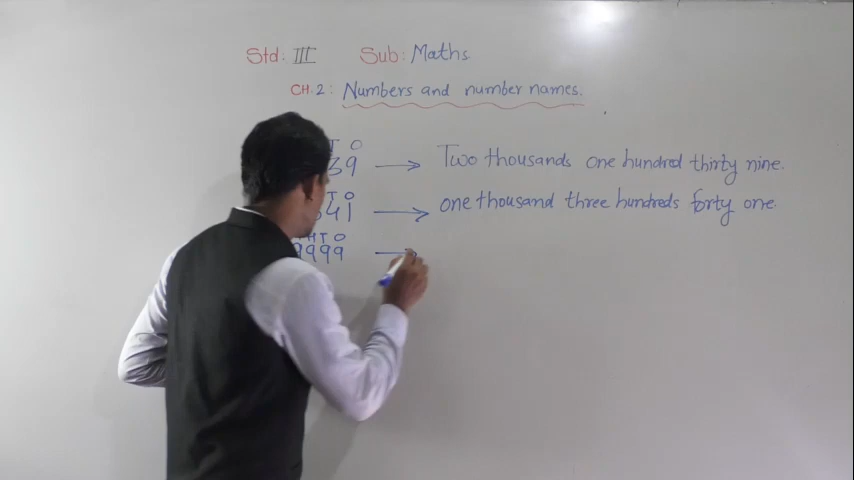 Std: III Sub: Maths
CH. 2: Numbers and number names.
T O
39 → Two thousands one hundred thirty nine.
T O
41 → one thousand three hundreds forty one.
H T O
9999 →